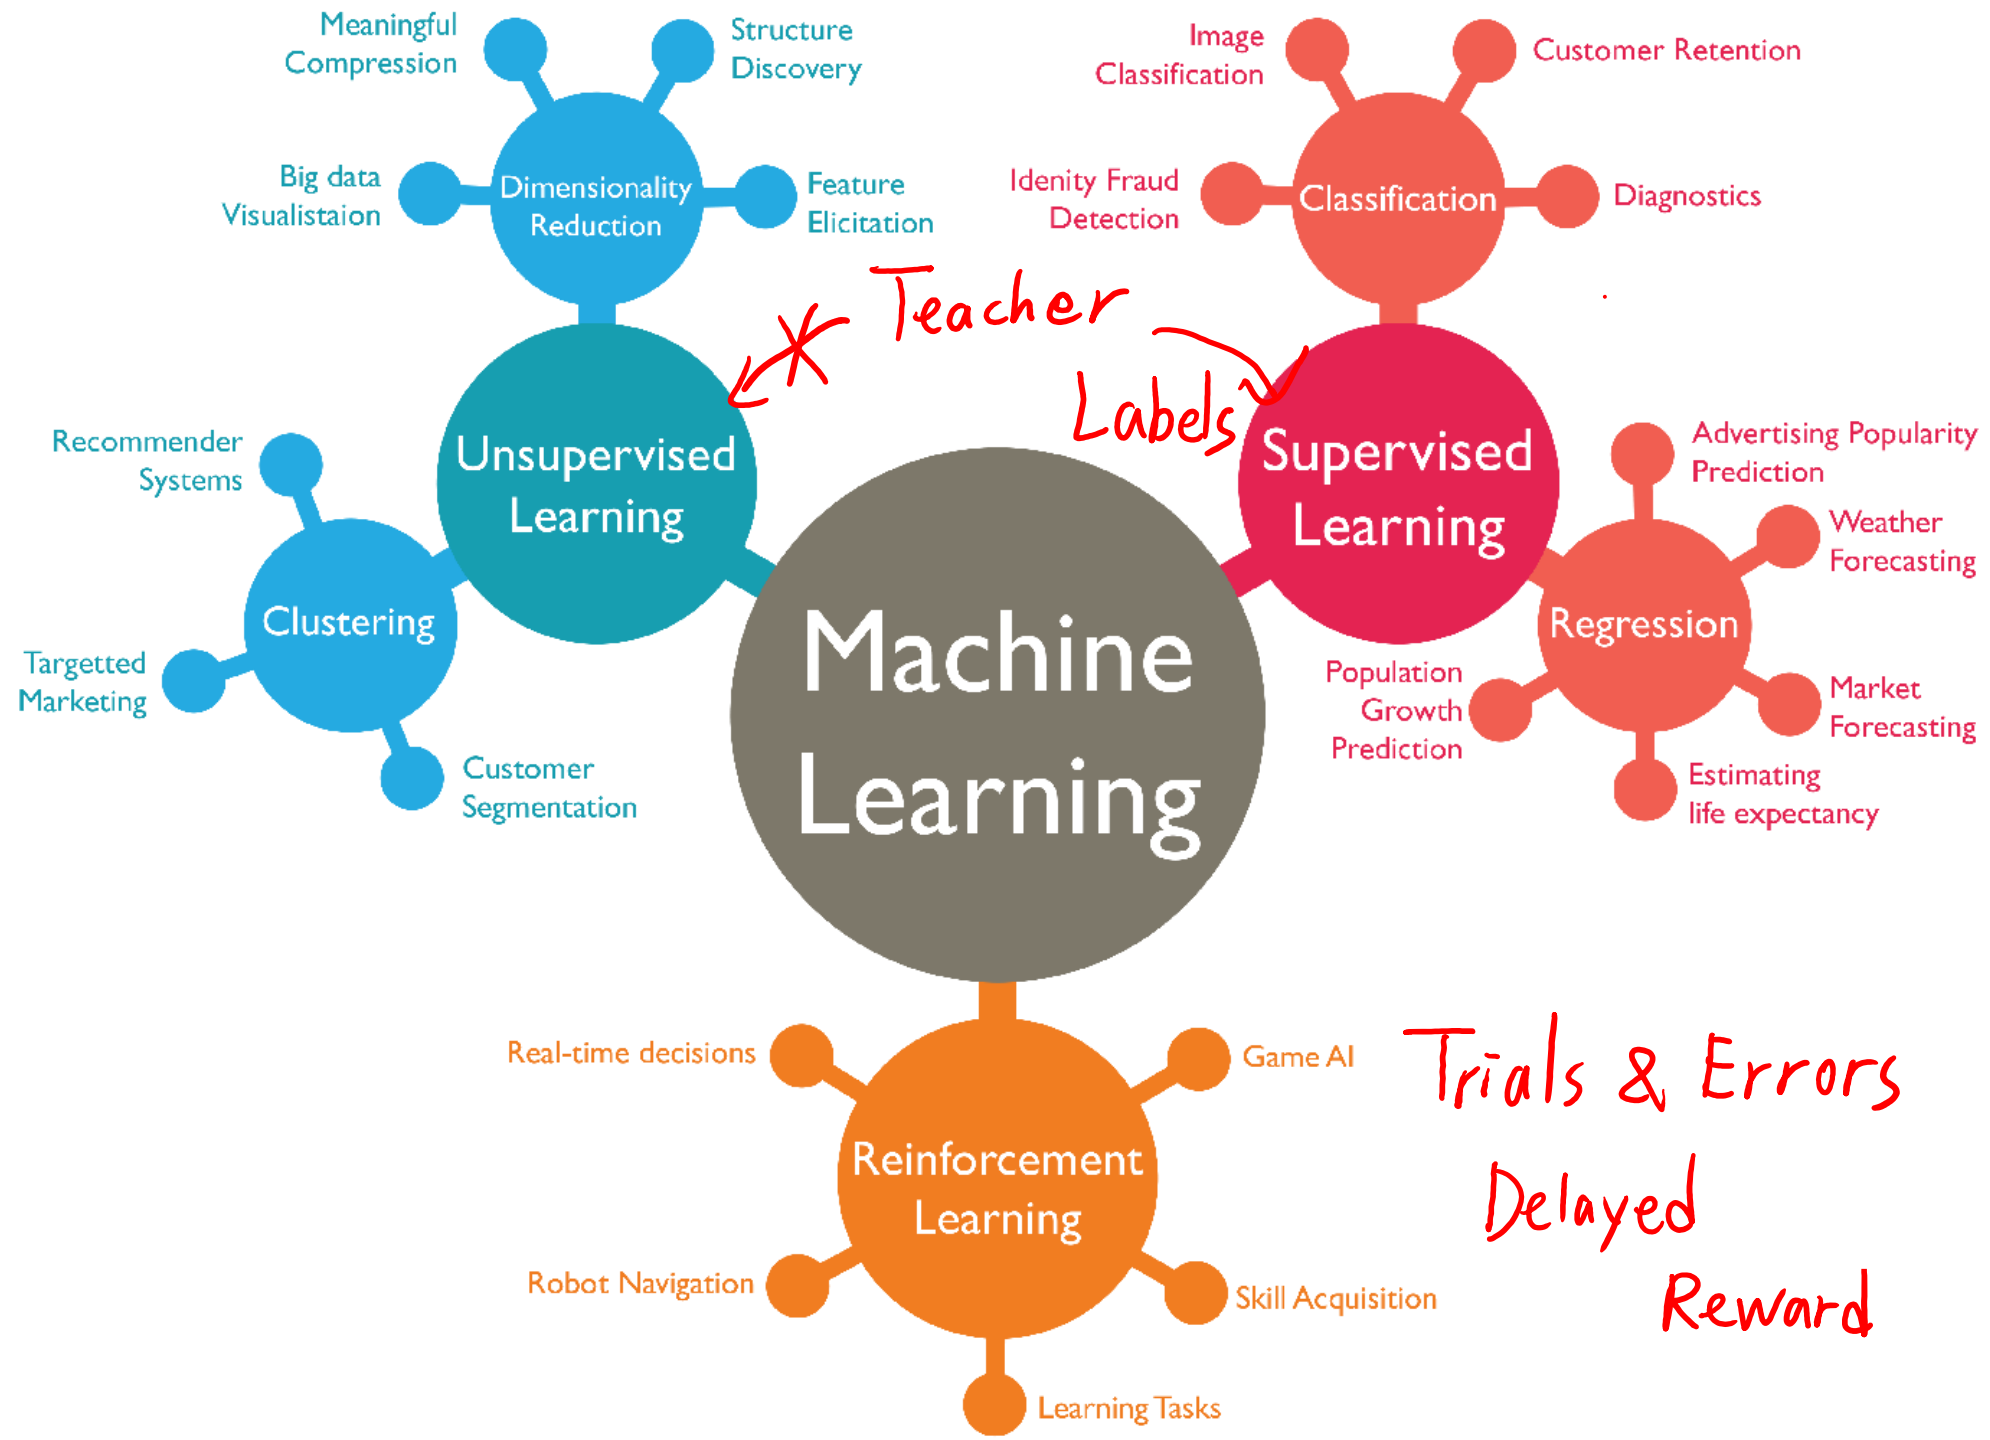 Meaningful
Compression
Structure
Discovery
Big data
Visualistaion
Dimensionality
Reduction
Feature
Elicitation
Image
Classification
Customer Retention
Idenity Fraud
Detection
Classification
Diagnostics
Teacher
Labels
Unsupervised
Learning
Supervised
Learning
Recommender
Systems
Clustering
Targetted
Marketing
Customer
Segmentation
Machine
Learning
Advertising Popularity
Prediction
Weather
Forecasting
Regression
Population
Growth
Prediction
Market
Forecasting
Estimating
life expectancy
Real-time decisions
Game AI
Reinforcement
Learning
Robot Navigation
Skill Acquisition
Learning Tasks
Trials & Errors
Delayed
Reward